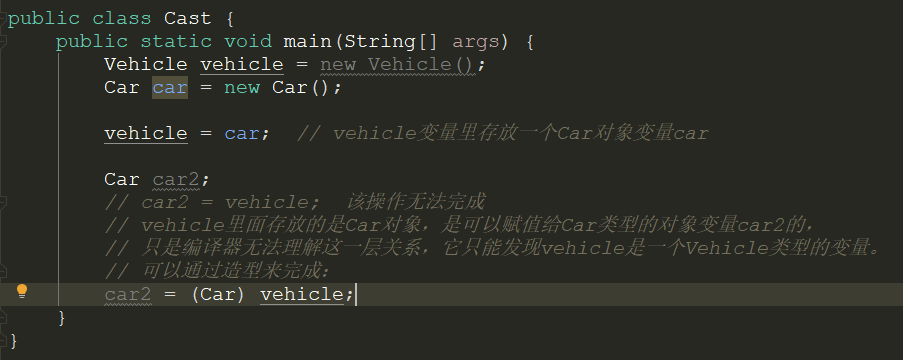 public class Cast {
    public static void main(String[] args) {
        Vehicle vehicle = new Vehicle();
        Car car = new Car();
        vehicle = car;  // vehicle变量里存放一个Car对象变量car
        Car car2;
        // car2 = vehicle;  该操作无法完成
        // vehicle里面存放的是Car对象，是可以赋值给Car类型的对象变量car2的，
        // 只是编译器无法理解这一层关系，它只能发现vehicle是一个Vehicle类型的变量。
        // 可以通过造型来完成：
        car2 = (Car) vehicle;
    }
}